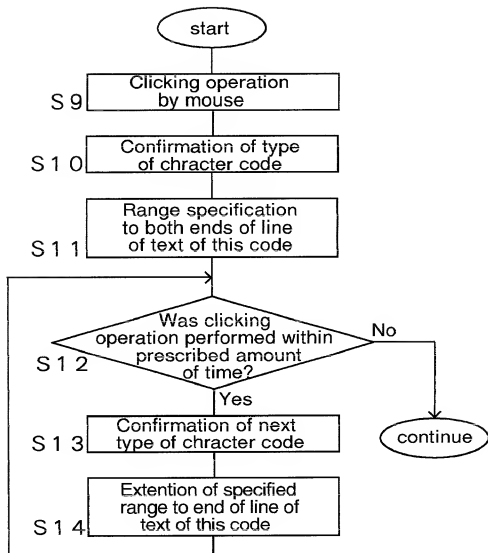 start
Clicking operation
by mouse
S9
Confirmation of type
of chracter code
S10
Range specification
to both ends of line
of text of this code
S11
Was clicking
operation performed within
prescribed amount
of time?
S12
No
Yes
Confirmation of next
type of chracter code
S13
continue
Extention of specified
range to end of line of
text of this code
S14